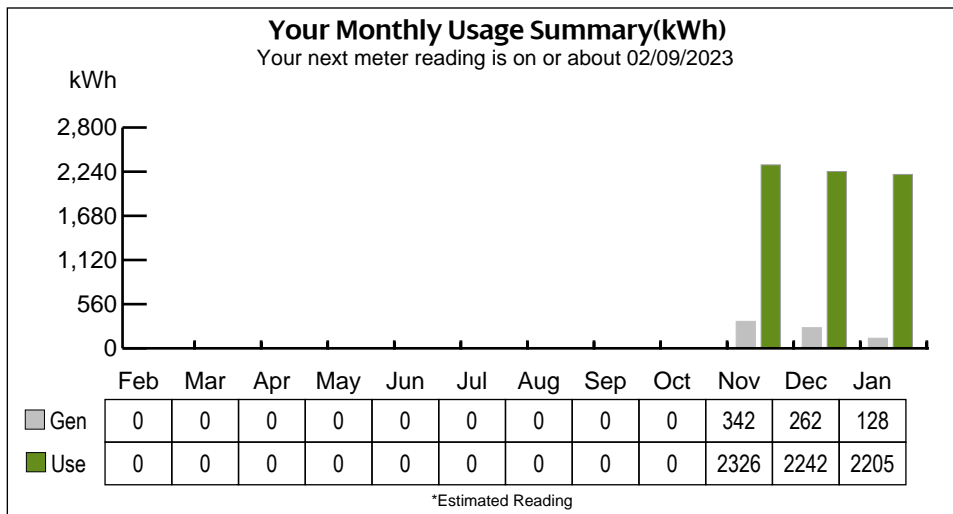 Your Monthly Usage Summary(kWh)
Your next meter reading is on or about 02/09/2023
kWh
2,800
2,240
1,680
1,120
560
0
Feb Mar Apr May Jun Jul Aug Sep Oct Nov Dec Jan
Gen 0 0 0 0 0 0 0 0 0 342 262 128
Use 0 0 0 0 0 0 0 0 0 2326 2242 2205
*Estimated Reading